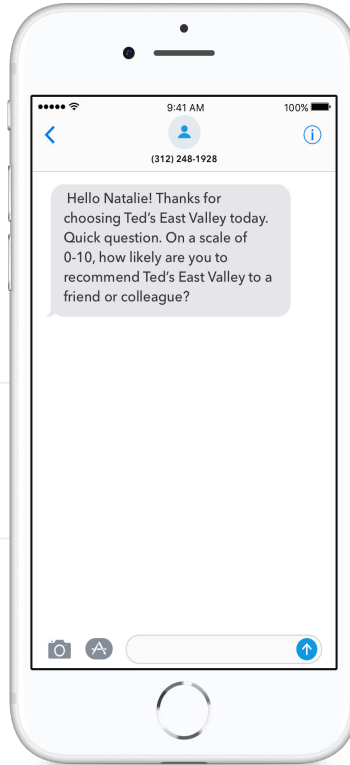 9:41 AM
100%
(312) 248-1928
Hello Natalie! Thanks for
choosing Ted's East Valley today.
Quick question. On a scale of
0-10, how likely are you to
recommend Ted's East Valley to a
friend or colleague?